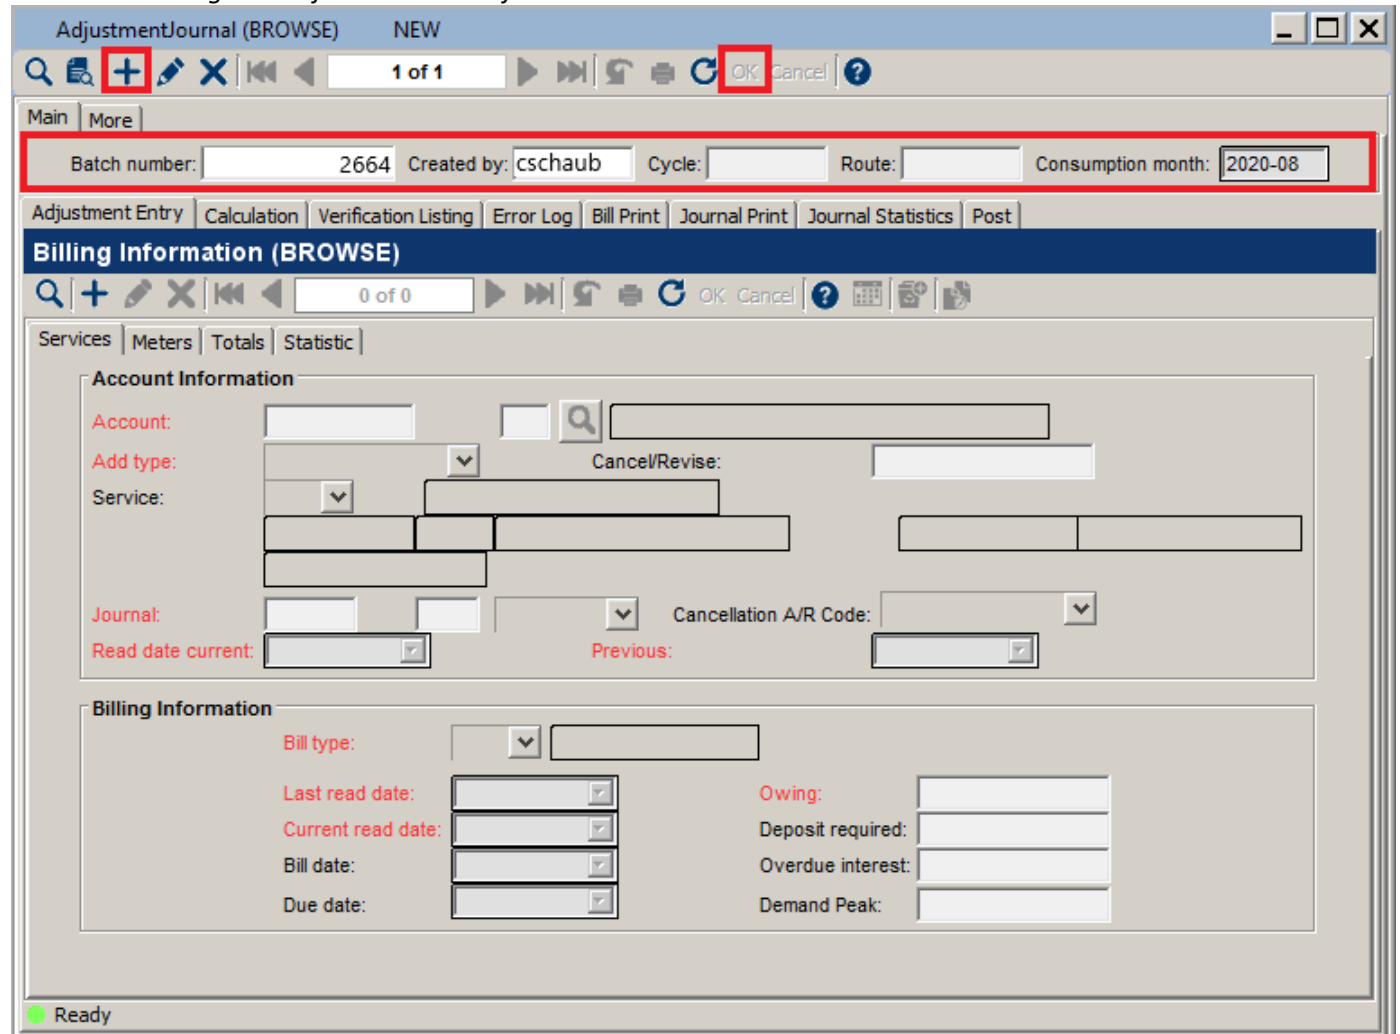 AdjustmentJournal (BROWSE) NEW
1 of 1 OK Cancel
Main More
Batch number: 2664 Created by: cschaub Cycle: Route: Consumption month: 2020-08
Adjustment Entry Calculation Verification Listing Error Log Bill Print Journal Print Journal Statistics Post
Billing Information (BROWSE)
0 of 0 OK Cancel
Services Meters Totals Statistic
Account Information
Account:
Add type: Cancel/Revise:
Service:
Journal: Cancellation A/R Code:
Read date current: Previous:
Billing Information
Bill type:
Last read date: Owing:
Current read date: Deposit required:
Bill date: Overdue interest:
Due date: Demand Peak:
Ready